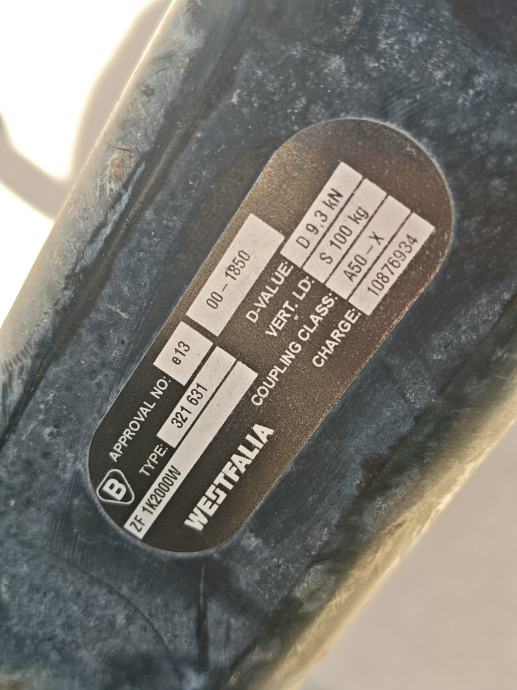 B APPROVAL NO: e13 00-1850
TYPE: 321 631
D-VALUE: D 9,3 kN
VERT. LD: S 100 kg
ZF 1K2000W
COUPLING CLASS: A50-X
WESTFALIA
CHARGE: 10876934